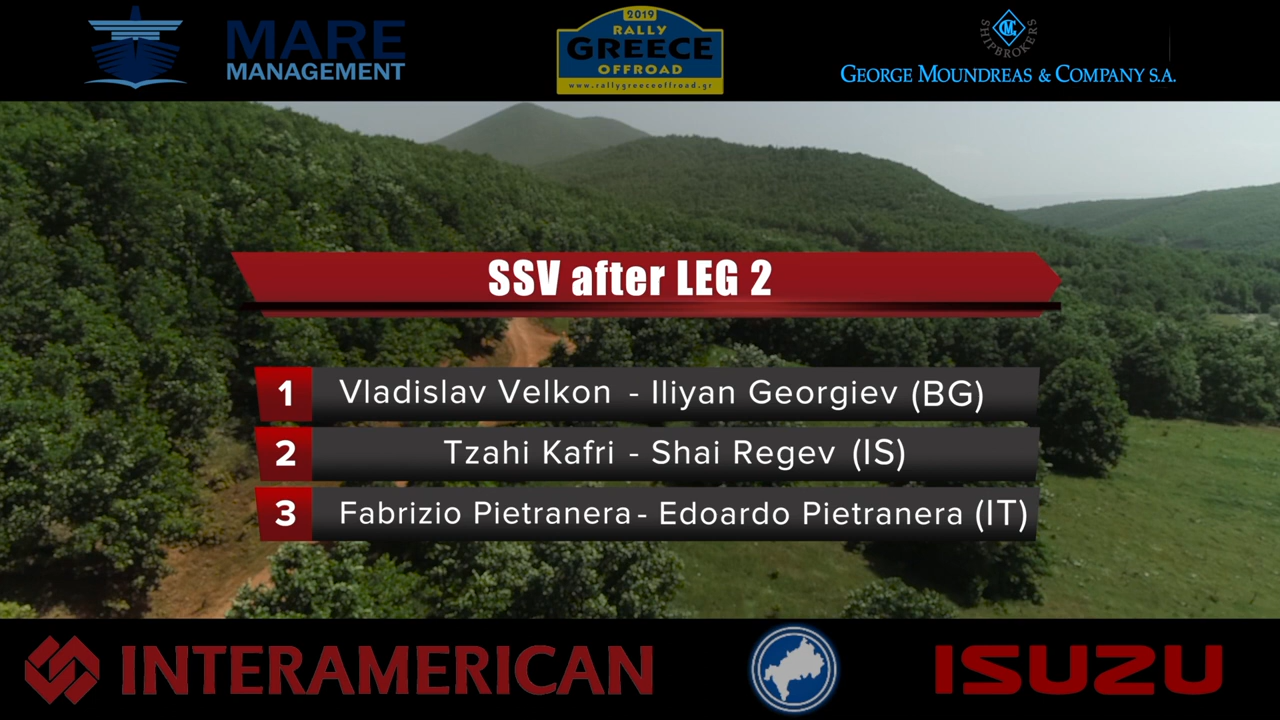 MARE
MANAGEMENT
2019
RALLY
GREECE
OFFROAD
www.rallygreeceoffroad.gr
SHIPBROKERS
GEORGE MOUNDREAS & COMPANY S.A.
SSV after LEG 2
1 Vladislav Velkon - Iliyan Georgiev (BG)
2 Tzahi Kafri - Shai Regev (IS)
3 Fabrizio Pietranera - Edoardo Pietranera (IT)
INTERAMERICAN
ISUZU